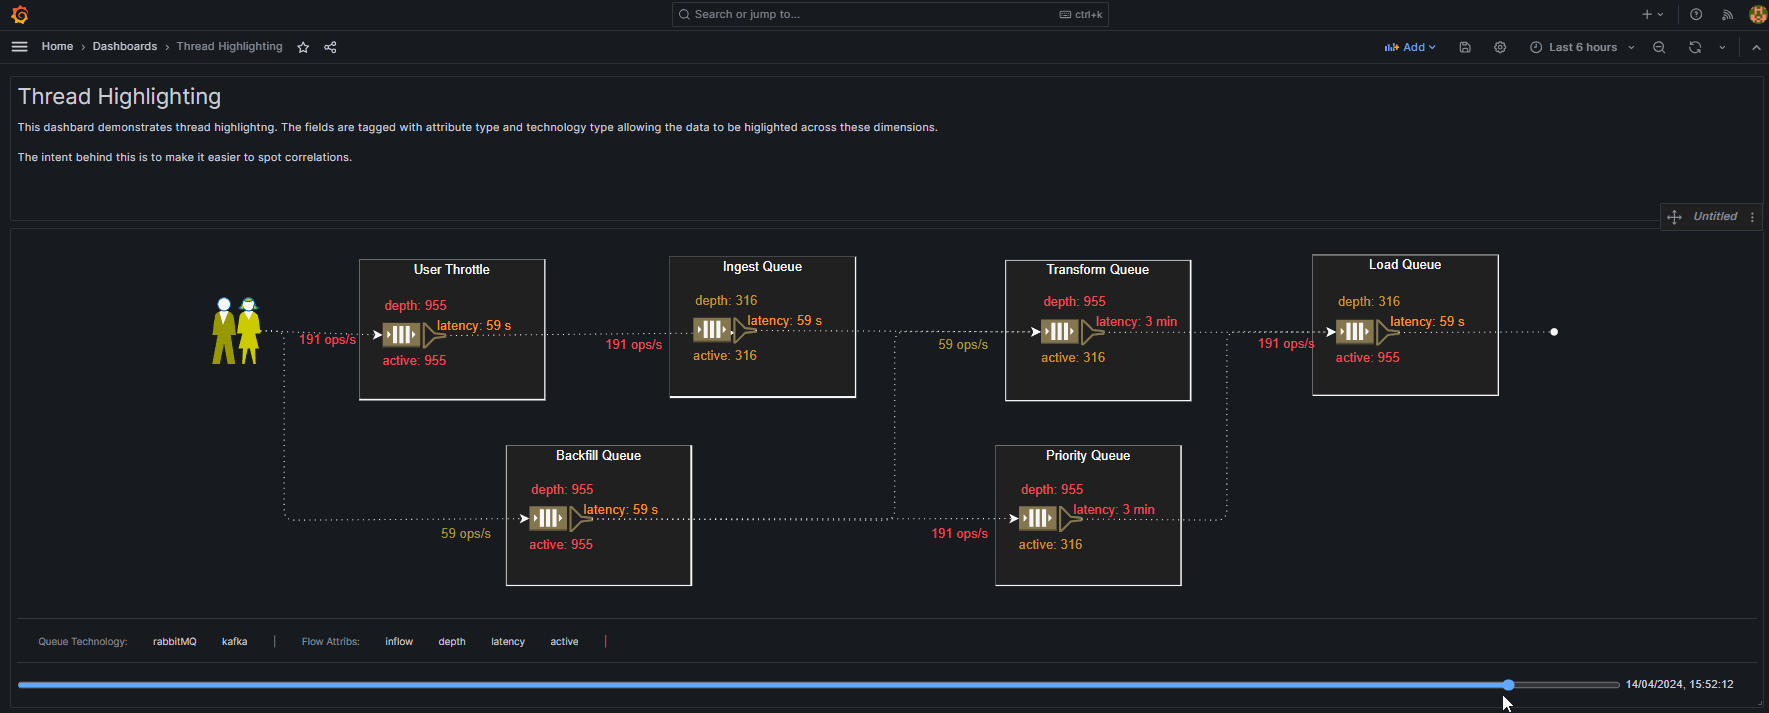 Search or jump to...
ctrl+k
Home › Dashboards › Thread Highlighting
Add
Last 6 hours
Thread Highlighting
This dashbard demonstrates thread highlightng. The fields are tagged with attribute type and technology type allowing the data to be higlighted across these dimensions.
The intent behind this is to make it easier to spot correlations.
Untitled
User Throttle
depth: 955
latency: 59 s
191 ops/s
active: 955
Ingest Queue
depth: 316
latency: 59 s
191 ops/s
active: 316
Transform Queue
depth: 955
latency: 3 min
59 ops/s
active: 316
Load Queue
depth: 316
latency: 59 s
191 ops/s
active: 955
Backfill Queue
depth: 955
latency: 59 s
59 ops/s
active: 955
Priority Queue
depth: 955
latency: 3 min
191 ops/s
active: 316
Queue Technology: rabbitMQ kafka | Flow Attribs: inflow depth latency active |
14/04/2024, 15:52:12